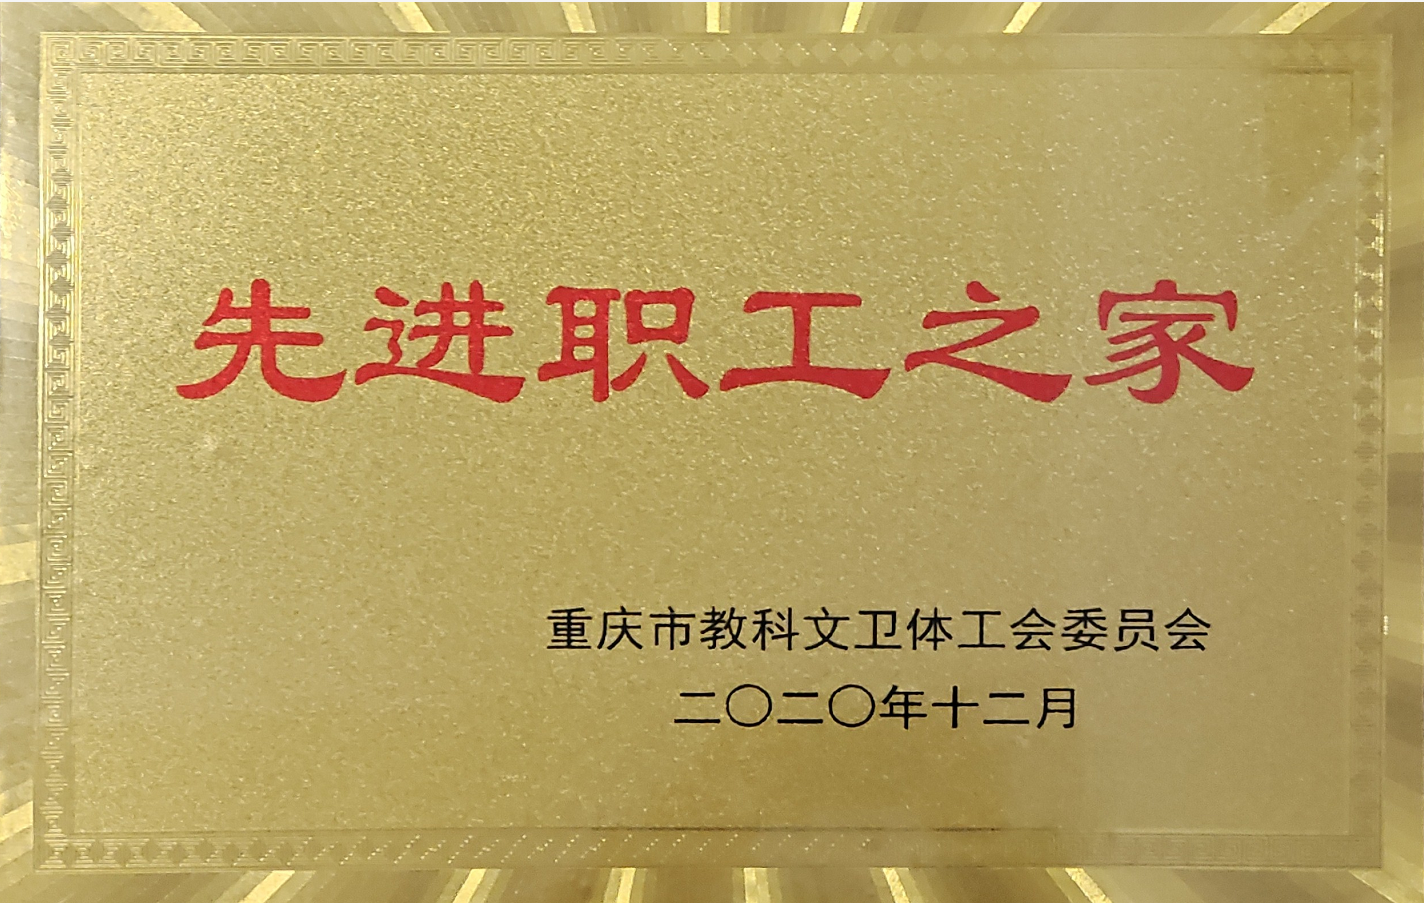 先进职工之家
重庆市教科文卫体工会委员会
二〇二〇年十二月